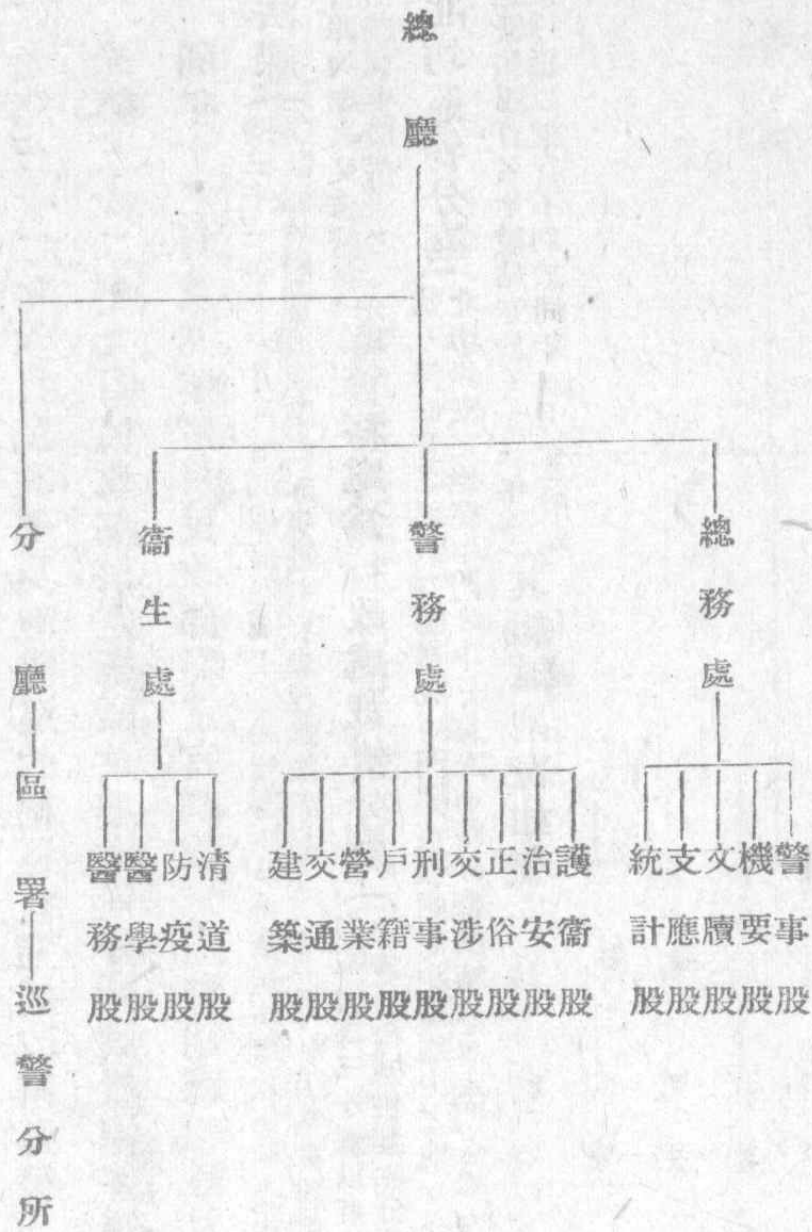 總廳
總務處
警事股
機要股
文牘股
支應股
統計股
警務處
護衞股
治安股
正俗股
交涉股
刑事股
戶籍股
營業股
交通股
建築股
衞生處
清道股
防疫股
醫學股
醫務股
分廳
區署
巡警分所